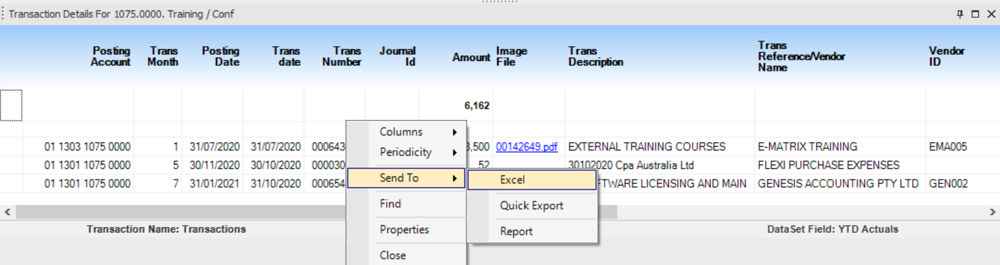 Transaction Details For 1075.0000. Training / Conf
Posting Account Trans Month Posting Date Trans date Trans Number Journal Id Amount Image File Trans Description Trans Reference/Vendor Name Vendor ID
6,162
01 1303 1075 0000 1 31/07/2020 31/07/2020 000643 3,500 00142649.pdf EXTERNAL TRAINING COURSES E-MATRIX TRAINING EMA005
01 1301 1075 0000 5 30/11/2020 30/10/2020 000030 52 30102020 Cpa Australia Ltd FLEXI PURCHASE EXPENSES
01 1301 1075 0000 7 31/01/2021 31/10/2020 000654 FTWARE LICENSING AND MAIN GENESIS ACCOUNTING PTY LTD GEN002
Columns
Periodicity
Send To
Find
Properties
Close
Excel
Quick Export
Report
Transaction Name: Transactions
DataSet Field: YTD Actuals